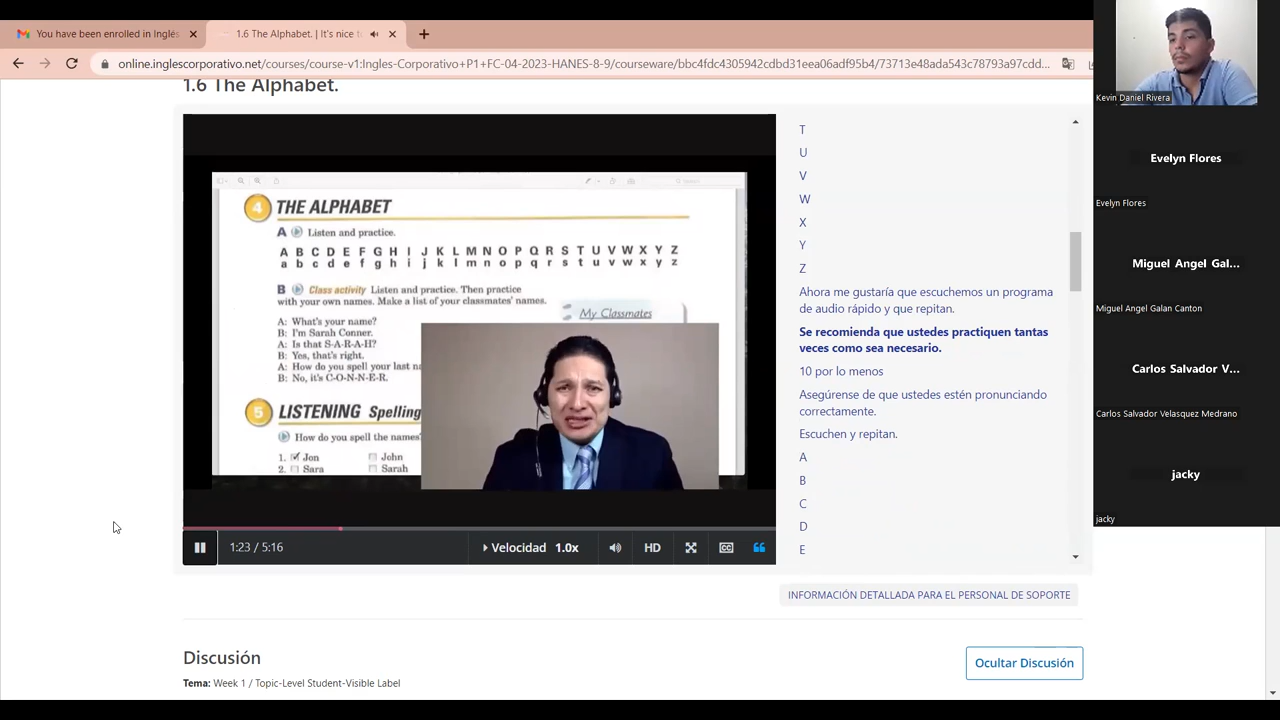 You have been enrolled in Inglés
1.6 The Alphabet. | It's nice to
online.inglescorporativo.net/courses/course-v1:Ingles-Corporativo+P1+FC-04-2023-HANES-8-9/courseware/bbc4fdc4305942cdbd31eea06adf95b4/73713e48ada543c78793a97cdd...
1.6 The Alphabet.
4 THE ALPHABET
A Listen and practice.
A B C D E F G H I J K L M N O P Q R S T U V W X Y Z
a b c d e f g h i j k l m n o p q r s t u v w x y z
B Class activity Listen and practice. Then practice
with your own names. Make a list of your classmates' names.
My Classmates
A: What's your name?
B: I'm Sarah Conner.
A: Is that S-A-R-A-H?
B: Yes, that's right.
A: How do you spell your last
B: No, it's C-O-N-N-E-R.
5 LISTENING Spelling
How do you spell the names?
1. Jon John
2. Sara Sarah
1:23 / 5:16
Velocidad 1.0x
HD
CC
T
U
V
W
X
Y
Z
Ahora me gustaría que escuchemos un programa
de audio rápido y que repitan.
Se recomienda que ustedes practiquen tantas
veces como sea necesario.
10 por lo menos
Asegúrense de que ustedes estén pronunciando
correctamente.
Escuchen y repitan.
A
B
C
D
E
INFORMACIÓN DETALLADA PARA EL PERSONAL DE SOPORTE
Discusión
Ocultar Discusión
Tema: Week 1 / Topic-Level Student-Visible Label
Kevin Daniel Rivera
Evelyn Flores
Evelyn Flores
Miguel Angel Gal...
Miguel Angel Galan Canton
Carlos Salvador V...
Carlos Salvador Velasquez Medrano
jacky
jacky